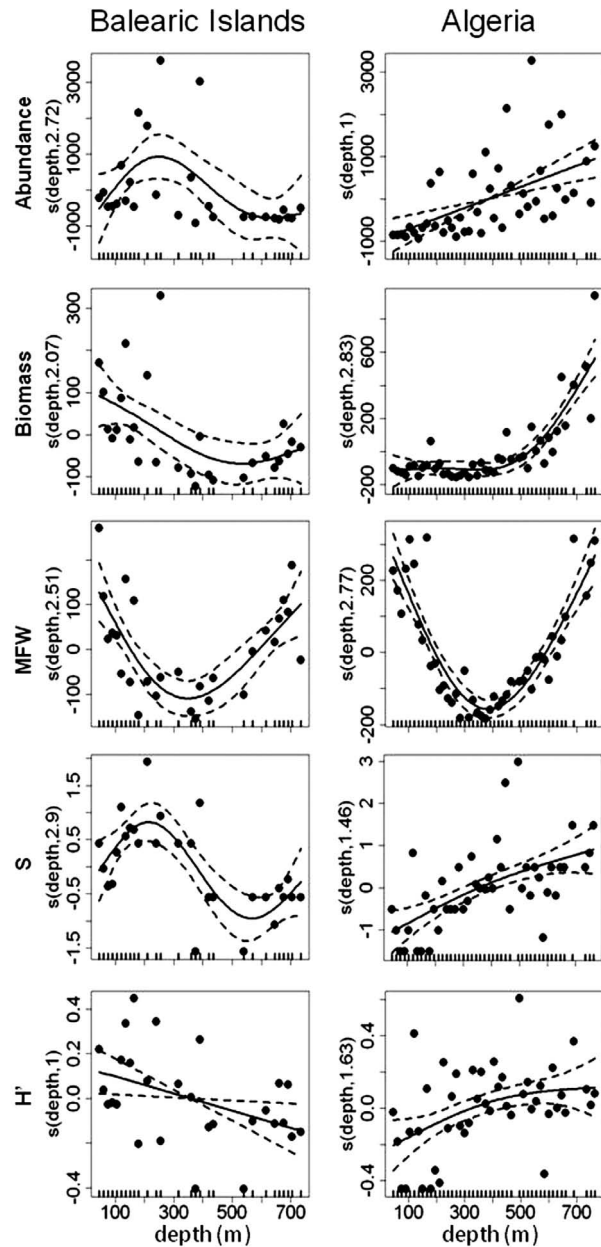 Balearic Islands Algeria
Abundance
s(depth,2.72)
-1000 1000 3000
s(depth,1)
-1000 1000 3000
Biomass
s(depth,2.07)
-100 0 100 300
s(depth,2.83)
-200 200 600
MFW
s(depth,2.51)
-100 0 100
s(depth,2.77)
-200 0 200
S
s(depth,2.9)
-1.5 -0.5 0.5 1.5
s(depth,1.46)
-1 0 1 2 3
H'
s(depth,1)
-0.4 0.0 0.2 0.4
s(depth,1.63)
-0.4 0.0 0.4
100 300 500 700 100 300 500 700
depth (m) depth (m)